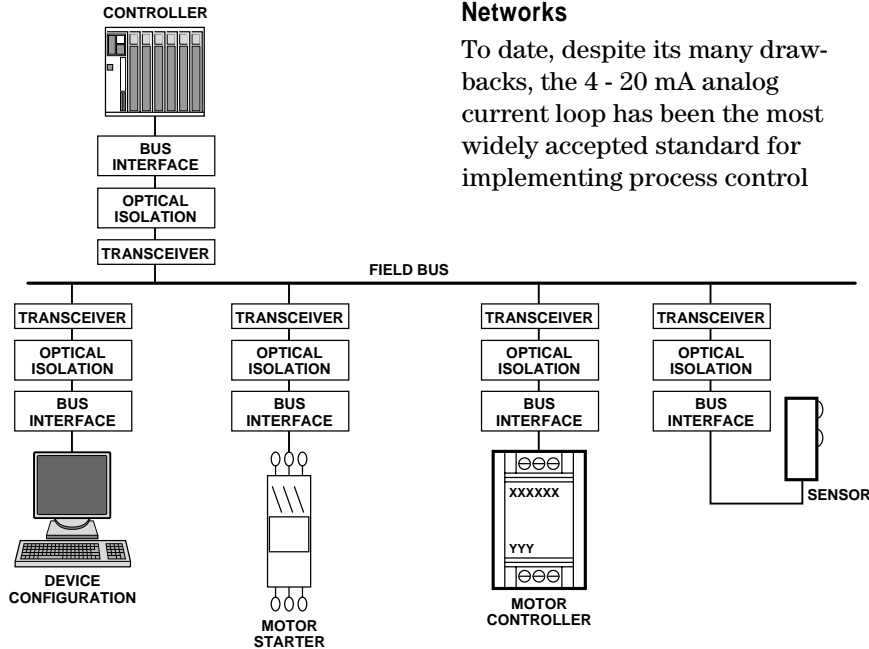 CONTROLLER
BUS
INTERFACE
OPTICAL
ISOLATION
TRANSCEIVER
Networks
To date, despite its many draw-
backs, the 4 - 20 mA analog
current loop has been the most
widely accepted standard for
implementing process control
FIELD BUS
TRANSCEIVER
OPTICAL
ISOLATION
BUS
INTERFACE
DEVICE
CONFIGURATION
TRANSCEIVER
OPTICAL
ISOLATION
BUS
INTERFACE
MOTOR
STARTER
TRANSCEIVER
OPTICAL
ISOLATION
BUS
INTERFACE
XXXXXX
YYY
MOTOR
CONTROLLER
TRANSCEIVER
OPTICAL
ISOLATION
BUS
INTERFACE
SENSOR